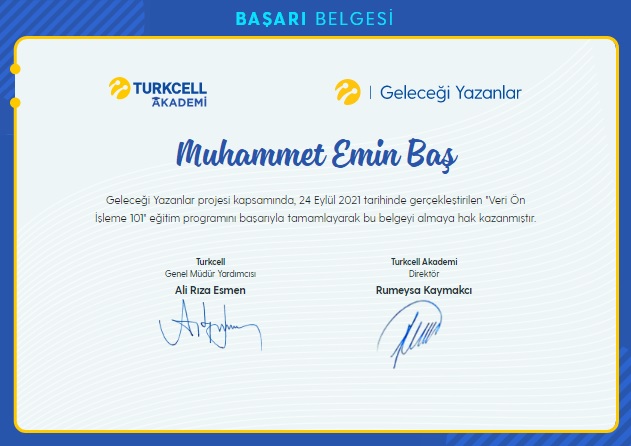 BAŞARI BELGESİ
TURKCELL
AKADEMİ
Geleceği Yazanlar
Muhammet Emin Baş
Geleceği Yazanlar projesi kapsamında, 24 Eylül 2021 tarihinde gerçekleştirilen "Veri Ön
İşleme 101" eğitim programını başarıyla tamamlayarak bu belgeyi almaya hak kazanmıştır.
Turkcell
Genel Müdür Yardımcısı
Ali Rıza Esmen
Turkcell Akademi
Direktör
Rumeysa Kaymakcı